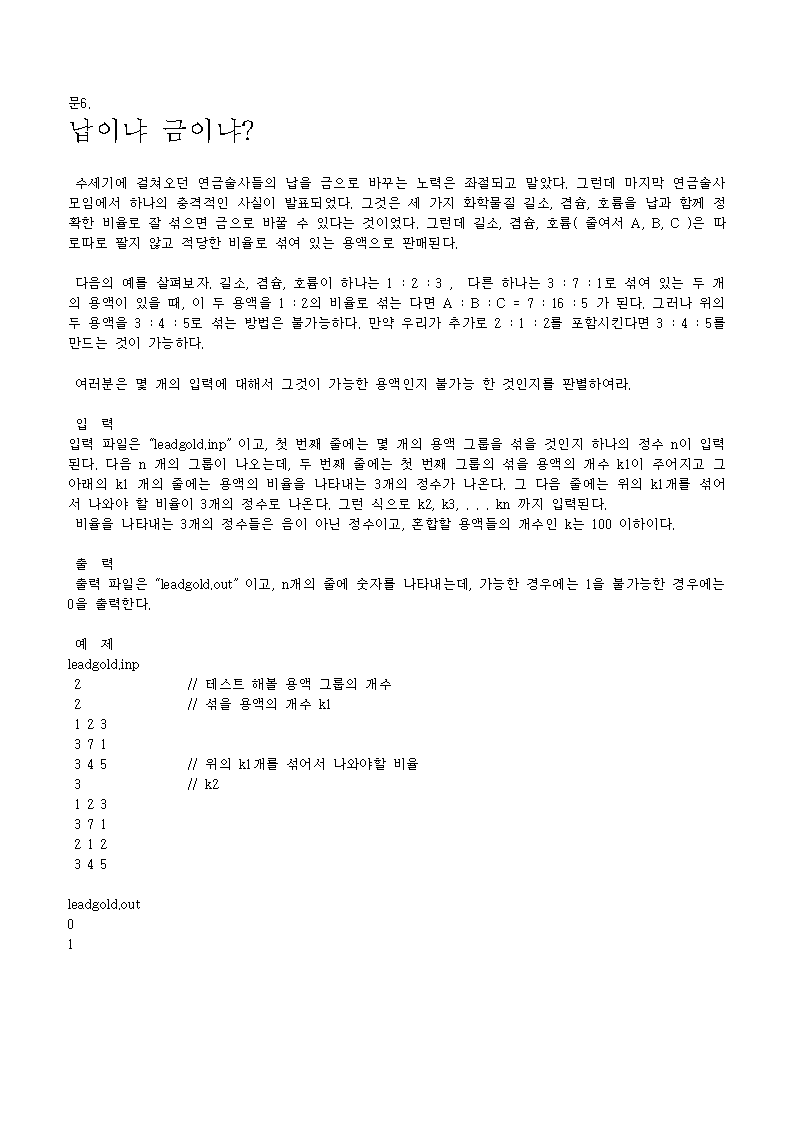 문6.
납이냐 금이냐?
수세기에 걸쳐오던 연금술사들의 납을 금으로 바꾸는 노력은 좌절되고 말았다. 그런데 마지막 연금술사
모임에서 하나의 충격적인 사실이 발표되었다. 그것은 세 가지 화학물질 길소, 겸슘, 호륨을 납과 함께 정
확한 비율로 잘 섞으면 금으로 바꿀 수 있다는 것이었다. 그런데 길소, 겸슘, 호륨( 줄여서 A, B, C )은 따
로따로 팔지 않고 적당한 비율로 섞여 있는 용액으로 판매된다.
다음의 예를 살펴보자. 길소, 겸슘, 호륨이 하나는 1 : 2 : 3 , 다른 하나는 3 : 7 : 1로 섞여 있는 두 개
의 용액이 있을 때, 이 두 용액을 1 : 2의 비율로 섞는 다면 A : B : C = 7 : 16 : 5 가 된다. 그러나 위의
두 용액을 3 : 4 : 5로 섞는 방법은 불가능하다. 만약 우리가 추가로 2 : 1 : 2를 포함시킨다면 3 : 4 : 5를
만드는 것이 가능하다.
여러분은 몇 개의 입력에 대해서 그것이 가능한 용액인지 불가능 한 것인지를 판별하여라.
입 력
입력 파일은 “leadgold.inp” 이고, 첫 번째 줄에는 몇 개의 용액 그룹을 섞을 것인지 하나의 정수 n이 입력
된다. 다음 n 개의 그룹이 나오는데, 두 번째 줄에는 첫 번째 그룹의 섞을 용액의 개수 k1이 주어지고 그
아래의 k1 개의 줄에는 용액의 비율을 나타내는 3개의 정수가 나온다. 그 다음 줄에는 위의 k1개를 섞어
서 나와야 할 비율이 3개의 정수로 나온다. 그런 식으로 k2, k3, . . . kn 까지 입력된다.
비율을 나타내는 3개의 정수들은 음이 아닌 정수이고, 혼합할 용액들의 개수인 k는 100 이하이다.
출 력
출력 파일은 “leadgold.out” 이고, n개의 줄에 숫자를 나타내는데, 가능한 경우에는 1을 불가능한 경우에는
0을 출력한다.
예 제
leadgold.inp
2 // 테스트 해볼 용액 그룹의 개수
2 // 섞을 용액의 개수 k1
1 2 3
3 7 1
3 4 5 // 위의 k1개를 섞어서 나와야할 비율
3 // k2
1 2 3
3 7 1
2 1 2
3 4 5
leadgold.out
0
1